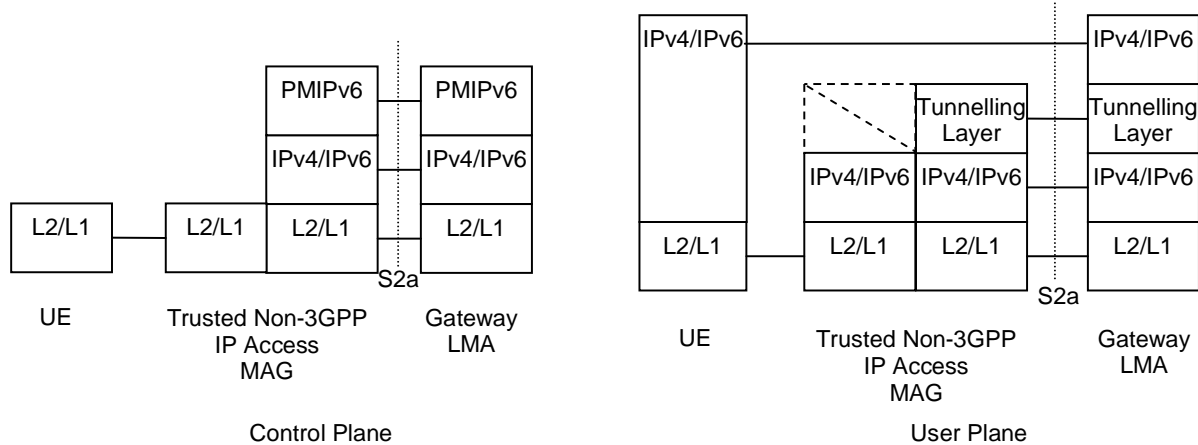 PMIPv6
PMIPv6
IPv4/IPv6
IPv4/IPv6
L2/L1
L2/L1
L2/L1
L2/L1
S2a
UE
Trusted Non-3GPP
IP Access
MAG
Gateway
LMA
Control Plane
IPv4/IPv6
IPv4/IPv6
Tunnelling
Layer
Tunnelling
Layer
IPv4/IPv6
IPv4/IPv6
IPv4/IPv6
L2/L1
L2/L1
L2/L1
L2/L1
S2a
UE
Trusted Non-3GPP
IP Access
MAG
Gateway
LMA
User Plane